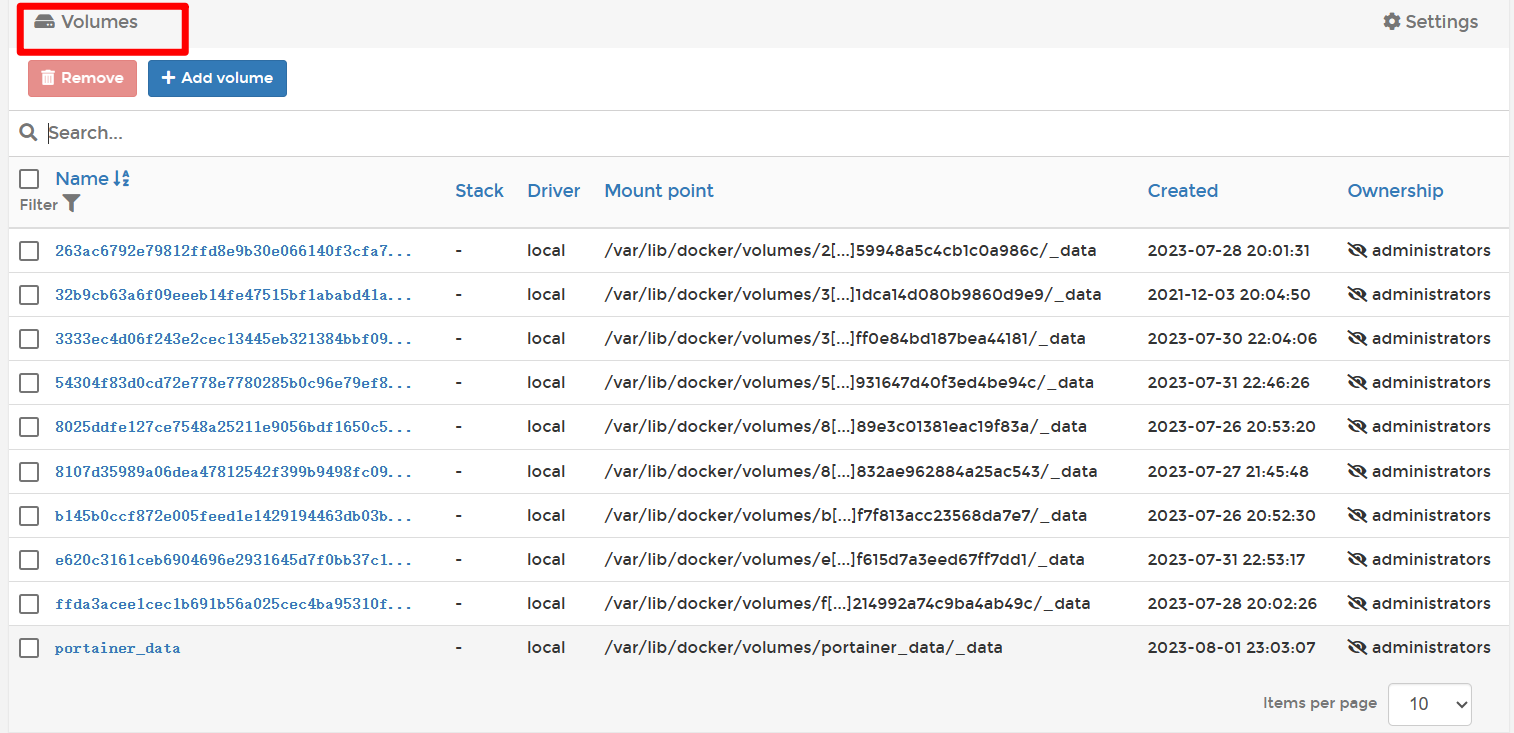 Volumes
Settings
Remove
Add volume
Search...
Name Stack Driver Mount point Created Ownership
Filter
263ac6792e79812ffd8e9b30e066140f3cfa7... - local /var/lib/docker/volumes/2[...]59948a5c4cb1c0a986c/_data 2023-07-28 20:01:31 administrators
32b9cb63a6f09eeeb14fe47515bf1ababd41a... - local /var/lib/docker/volumes/3[...]1dca14d080b9860d9e9/_data 2021-12-03 20:04:50 administrators
3333ec4d06f243e2cec13445eb321384bbf09... - local /var/lib/docker/volumes/3[...]ff0e84bd187bea44181/_data 2023-07-30 22:04:06 administrators
54304f83d0cd72e778e7780285b0c96e79ef8... - local /var/lib/docker/volumes/5[...]931647d40f3ed4be94c/_data 2023-07-31 22:46:26 administrators
8025ddfe127ce7548a25211e9056bdf1650c5... - local /var/lib/docker/volumes/8[...]89e3c01381eac19f83a/_data 2023-07-26 20:53:20 administrators
8107d35989a06dea47812542f399b9498fc09... - local /var/lib/docker/volumes/8[...]832ae962884a25ac543/_data 2023-07-27 21:45:48 administrators
b145b0ccf872e005feed1e1429194463db03b... - local /var/lib/docker/volumes/b[...]f7f813acc23568da7e7/_data 2023-07-26 20:52:30 administrators
e620c3161ceb6904696e2931645d7f0bb37c1... - local /var/lib/docker/volumes/e[...]f615d7a3eed67ff7dd1/_data 2023-07-31 22:53:17 administrators
ffda3acee1cec1b691b56a025cec4ba95310f... - local /var/lib/docker/volumes/f[...]214992a74c9ba4ab49c/_data 2023-07-28 20:02:26 administrators
portainer_data - local /var/lib/docker/volumes/portainer_data/_data 2023-08-01 23:03:07 administrators
Items per page 10